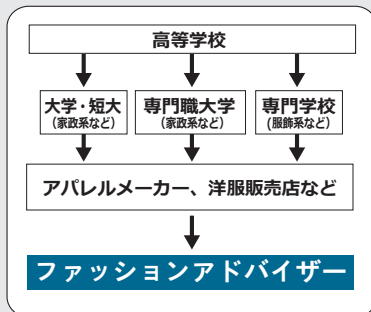 高等学校
大学・短大
(家政系など)
専門職大学
(家政系など)
専門学校
(服飾系など)
アパレルメーカー、洋服販売店など
ファッションアドバイザー